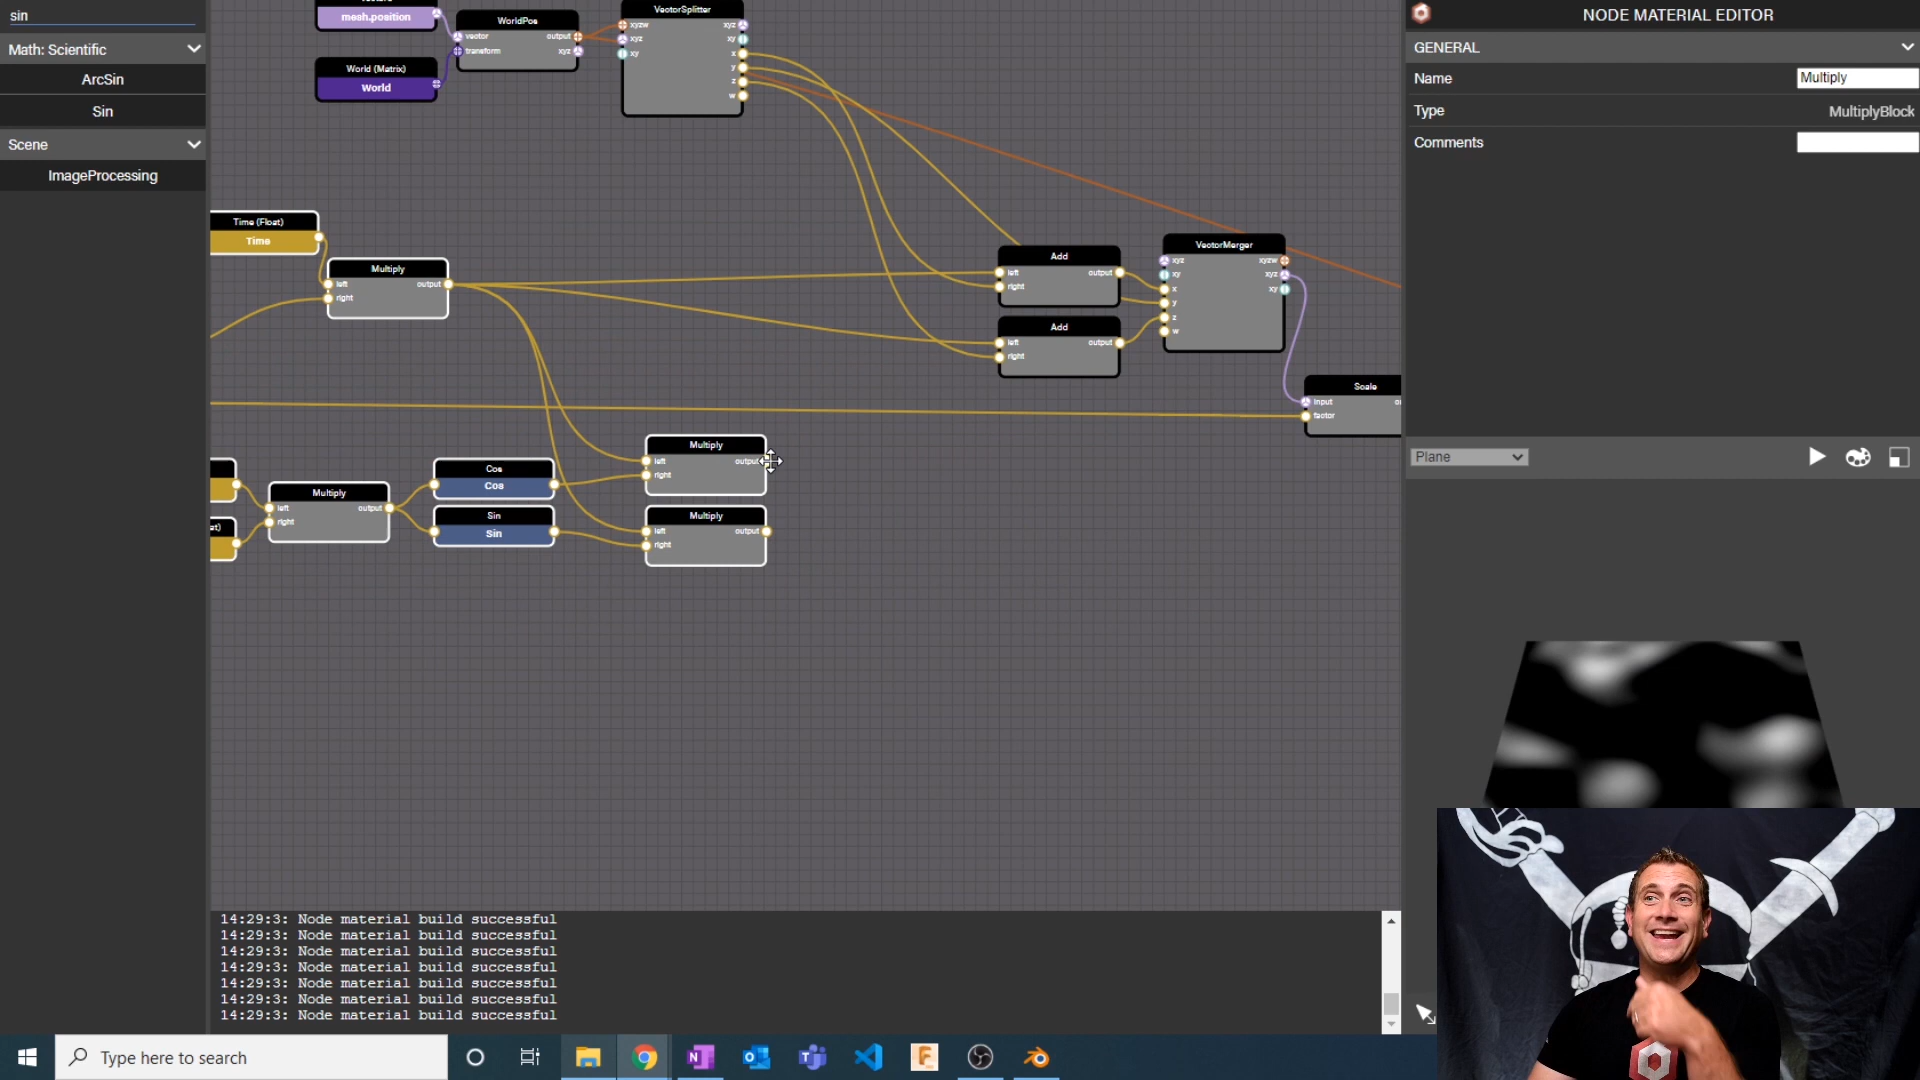 sin
Math: Scientific
ArcSin
Sin
Scene
ImageProcessing
mesh.position
World (Matrix)
World
WorldPos
vector
output
transform
xyz
VectorSplitter
xyzw
xyz
xyz
xy
xy
x
y
z
w
Time (Float)
Time
Multiply
left
output
right
Add
left
output
right
Add
left
output
right
VectorMerger
xyz
xyzw
xy
xyz
x
xy
y
z
w
Scale
input
factor
Multiply
left
output
right
Cos
Cos
Sin
Sin
Multiply
left
output
right
Multiply
left
output
right
14:29:3: Node material build successful
14:29:3: Node material build successful
14:29:3: Node material build successful
14:29:3: Node material build successful
14:29:3: Node material build successful
14:29:3: Node material build successful
14:29:3: Node material build successful
NODE MATERIAL EDITOR
GENERAL
Name
Multiply
Type
MultiplyBlock
Comments
Plane
Type here to search